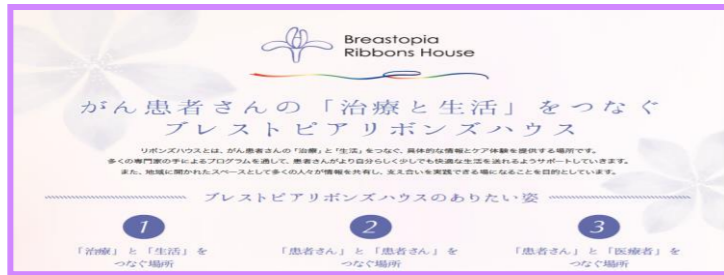 Breastopia
Ribbons House
がん患者さんの「治療と生活」をつなぐ
ブレストピアリボンズハウス
リボンズハウスとは、がん患者さんの「治療」と「生活」をつなぐ、具体的な情報とケア体験を提供する場所です。
多くの専門家の手によるプログラムを通して、患者さんがより自分らしく少しでも快適な生活を送れるようサポートしていきます。
また、地域に開かれたスペースとして多くの人々が情報を共有し、支え合いを実践できる場になることを目的としています。
ブレストピアリボンズハウスのありたい姿
1 2 3
「治療」と「生活」を 「患者さん」と「患者さん」を 「患者さん」と「医療者」を
つなぐ場所 つなぐ場所 つなぐ場所